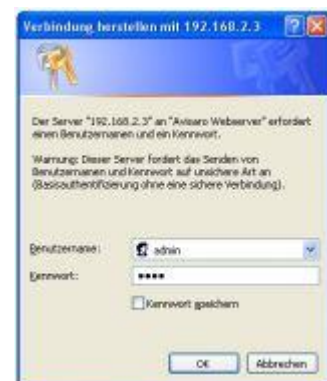 Verbindung herstellen mit 192.168.2.3
Der Server "192.168.2.3" an "Avisaro Webserver" erfordert
einen Benutzernamen und ein Kennwort.
Warnung: Dieser Server fordert das Senden von
Benutzernamen und Kennwort auf unsichere Art an
(Basisauthentifizierung ohne eine sichere Verbindung).
Benutzername:
admin
Kennwort:
Kennwort speichern
OK
Abbrechen